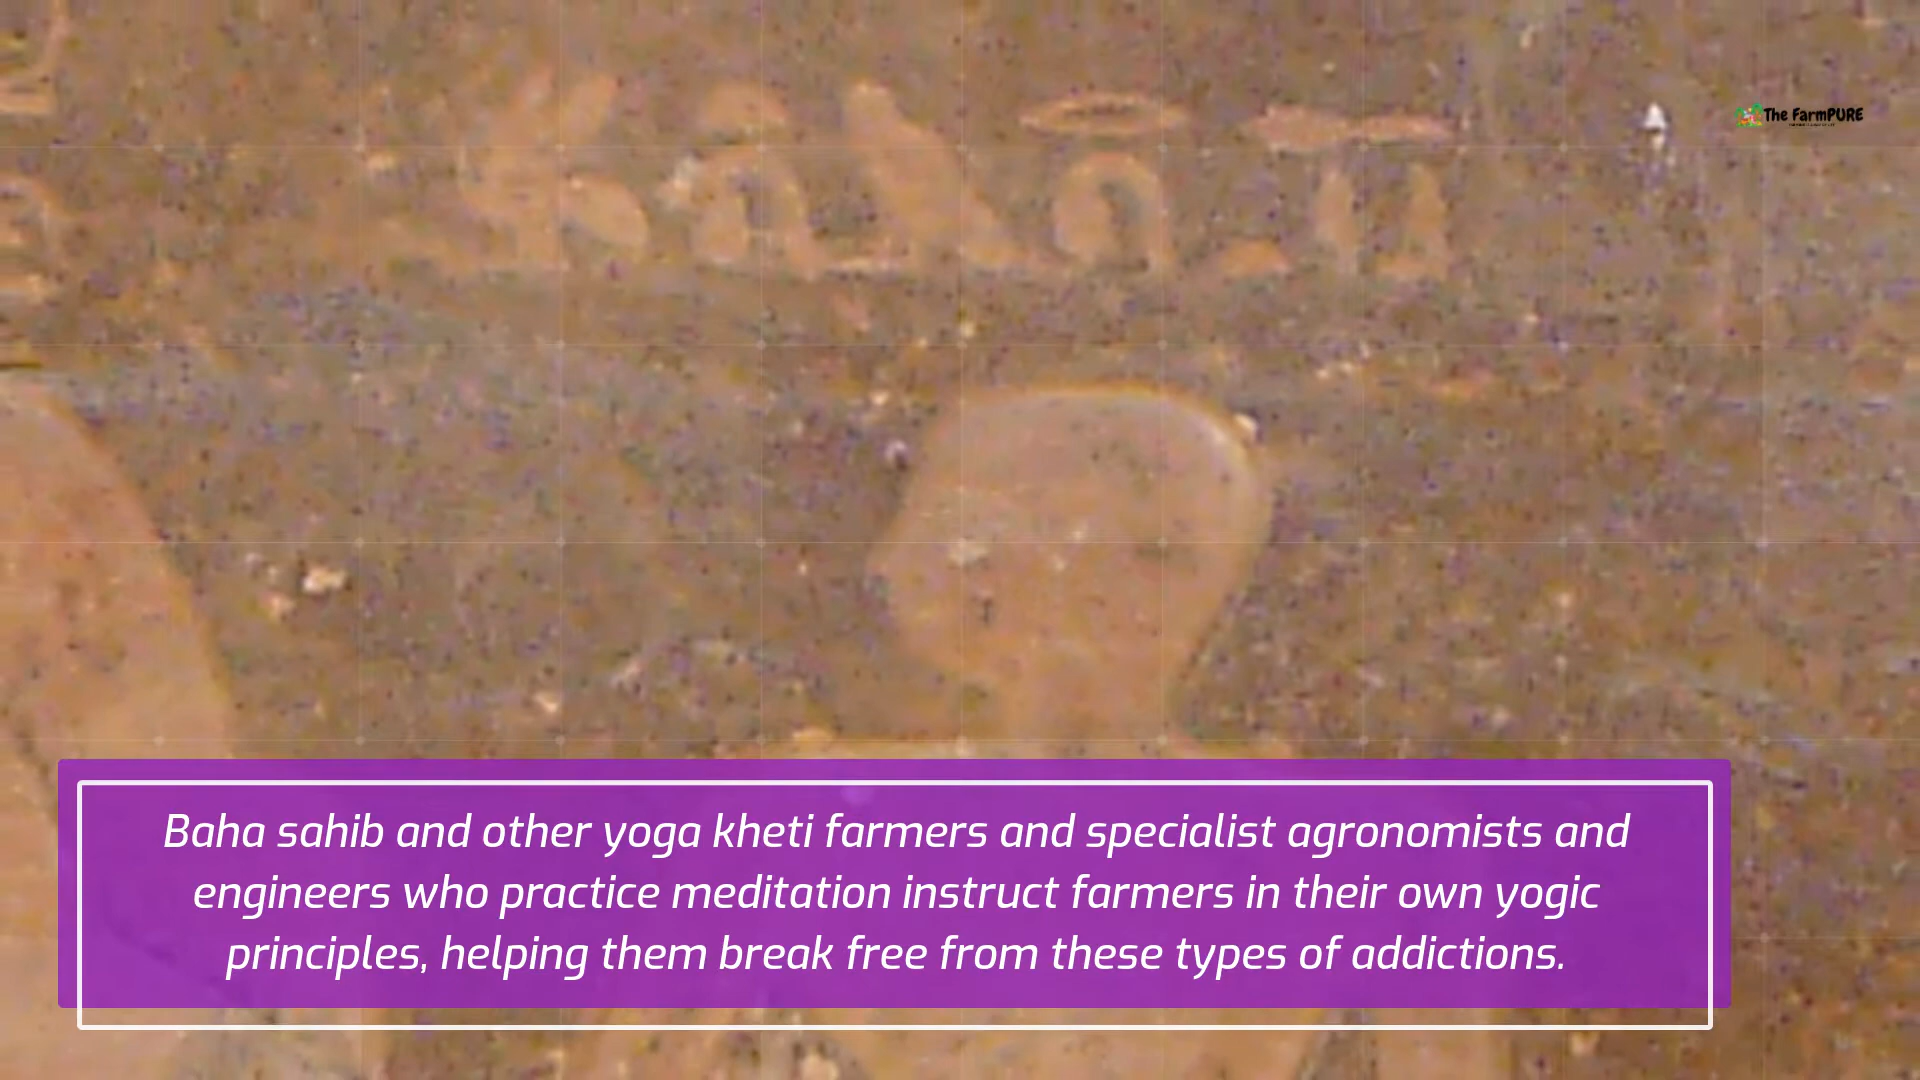 The FarmPURE
Baha sahib and other yoga kheti farmers and specialist agronomists and
engineers who practice meditation instruct farmers in their own yogic
principles, helping them break free from these types of addictions.